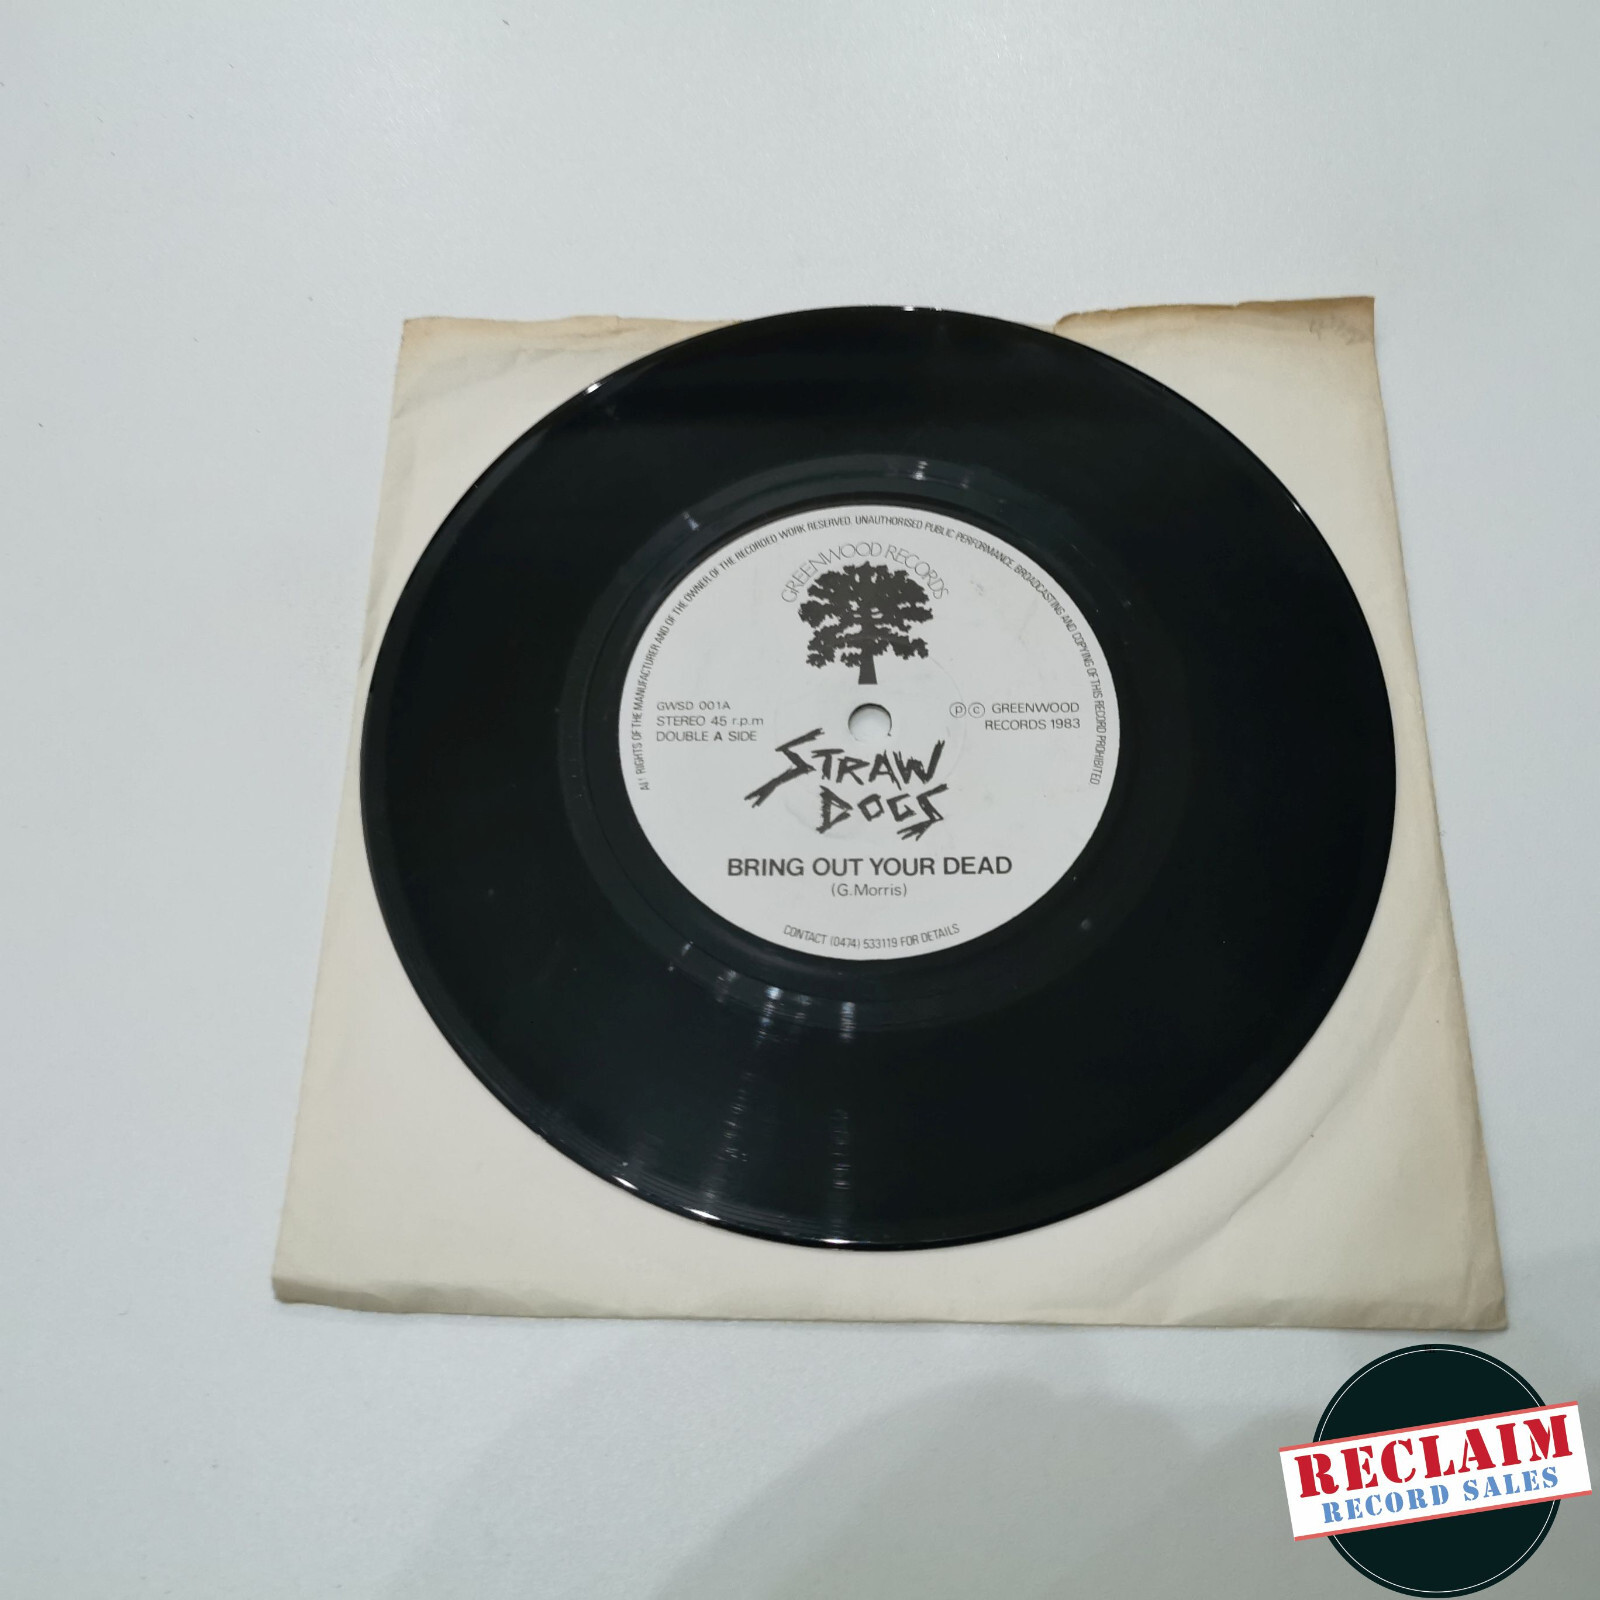 ALL RIGHTS OF THE MANUFACTURER AND OF THE OWNER OF THE RECORDED WORK RESERVED. UNAUTHORISED PUBLIC PERFORMANCE, BROADCASTING AND COPYING OF THIS RECORD PROHIBITED
GREENWOOD RECORDS
GWSD 001A
STEREO 45 r.p.m
DOUBLE A SIDE
Ⓟ Ⓒ GREENWOOD
RECORDS 1983
STRAW
DOGS
BRING OUT YOUR DEAD
(G.Morris)
CONTACT (0474) 533119 FOR DETAILS
RECLAIM
RECORD SALES